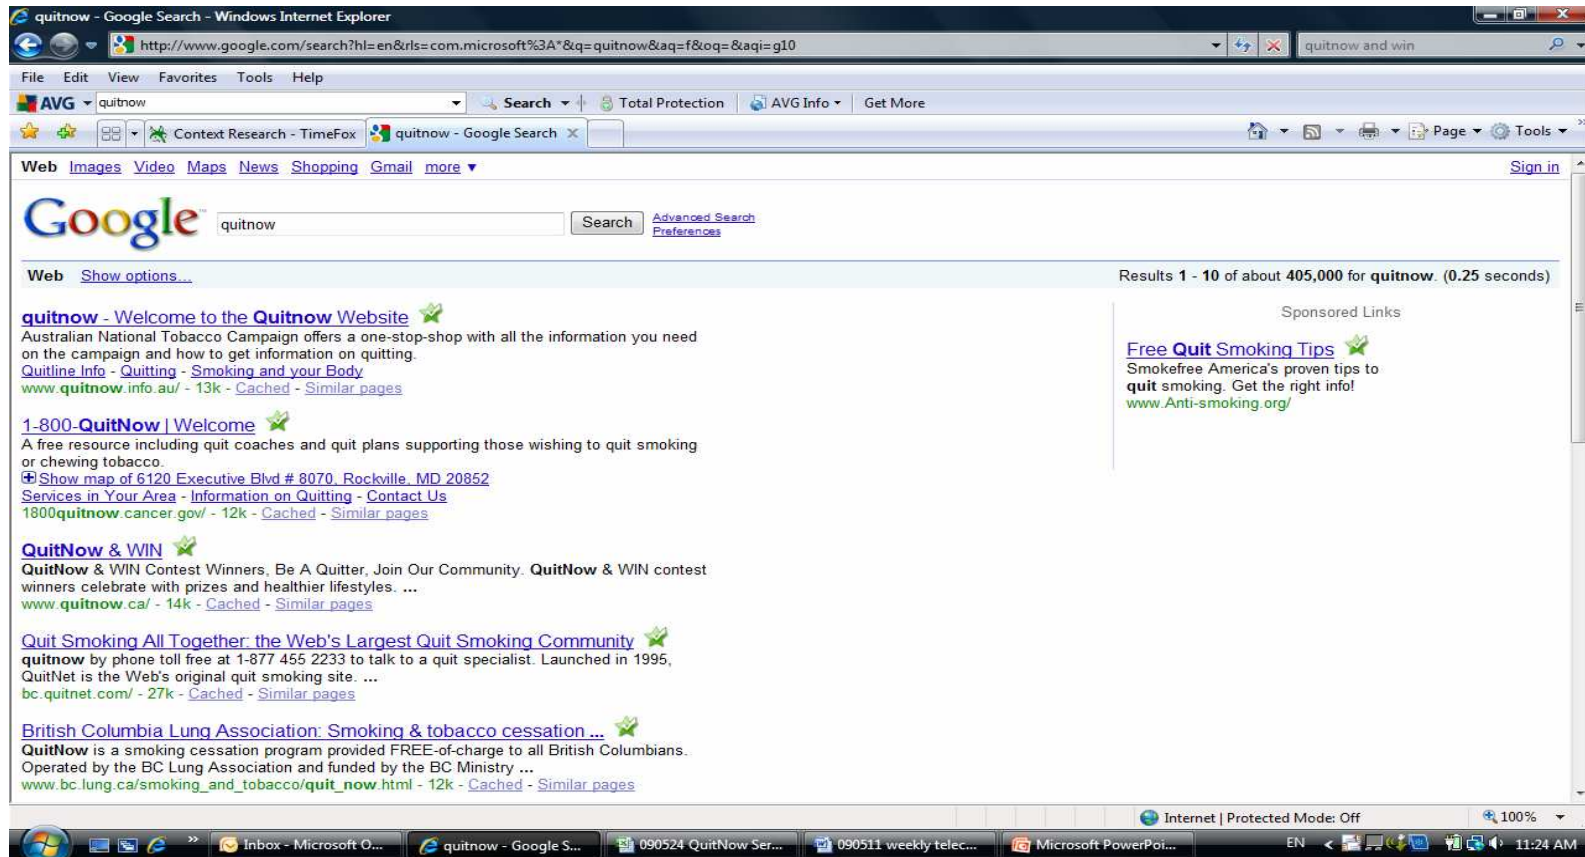 quitnow - Google Search - Windows Internet Explorer
http://www.google.com/search?hl=en&rls=com.microsoft%3A*&q=quitnow&aq=f&oq=&aqi=g10
quitnow and win
File Edit View Favorites Tools Help
AVG quitnow Search Total Protection AVG Info Get More
Context Research - TimeFox quitnow - Google Search Page Tools
Web Images Video Maps News Shopping Gmail more Sign in
Google quitnow Search Advanced Search
Preferences
Web Show options... Results 1 - 10 of about 405,000 for quitnow. (0.25 seconds)
quitnow - Welcome to the Quitnow Website
Australian National Tobacco Campaign offers a one-stop-shop with all the information you need
on the campaign and how to get information on quitting.
Quitline Info - Quitting - Smoking and your Body
www.quitnow.info.au/ - 13k - Cached - Similar pages
1-800-QuitNow | Welcome
A free resource including quit coaches and quit plans supporting those wishing to quit smoking
or chewing tobacco.
Show map of 6120 Executive Blvd # 8070, Rockville, MD 20852
Services in Your Area - Information on Quitting - Contact Us
1800quitnow.cancer.gov/ - 12k - Cached - Similar pages
QuitNow & WIN
QuitNow & WIN Contest Winners, Be A Quitter, Join Our Community. QuitNow & WIN contest
winners celebrate with prizes and healthier lifestyles. ...
www.quitnow.ca/ - 14k - Cached - Similar pages
Quit Smoking All Together: the Web's Largest Quit Smoking Community
quitnow by phone toll free at 1-877 455 2233 to talk to a quit specialist. Launched in 1995,
QuitNet is the Web's original quit smoking site. ...
bc.quitnet.com/ - 27k - Cached - Similar pages
British Columbia Lung Association: Smoking & tobacco cessation ...
QuitNow is a smoking cessation program provided FREE-of-charge to all British Columbians.
Operated by the BC Lung Association and funded by the BC Ministry ...
www.bc.lung.ca/smoking_and_tobacco/quit_now.html - 12k - Cached - Similar pages
Sponsored Links
Free Quit Smoking Tips
Smokefree America's proven tips to
quit smoking. Get the right info!
www.Anti-smoking.org/
Internet | Protected Mode: Off 100%
Inbox - Microsoft O... quitnow - Google S... 090524 QuitNow Ser... 090511 weekly telec... Microsoft PowerPoi... EN 11:24 AM